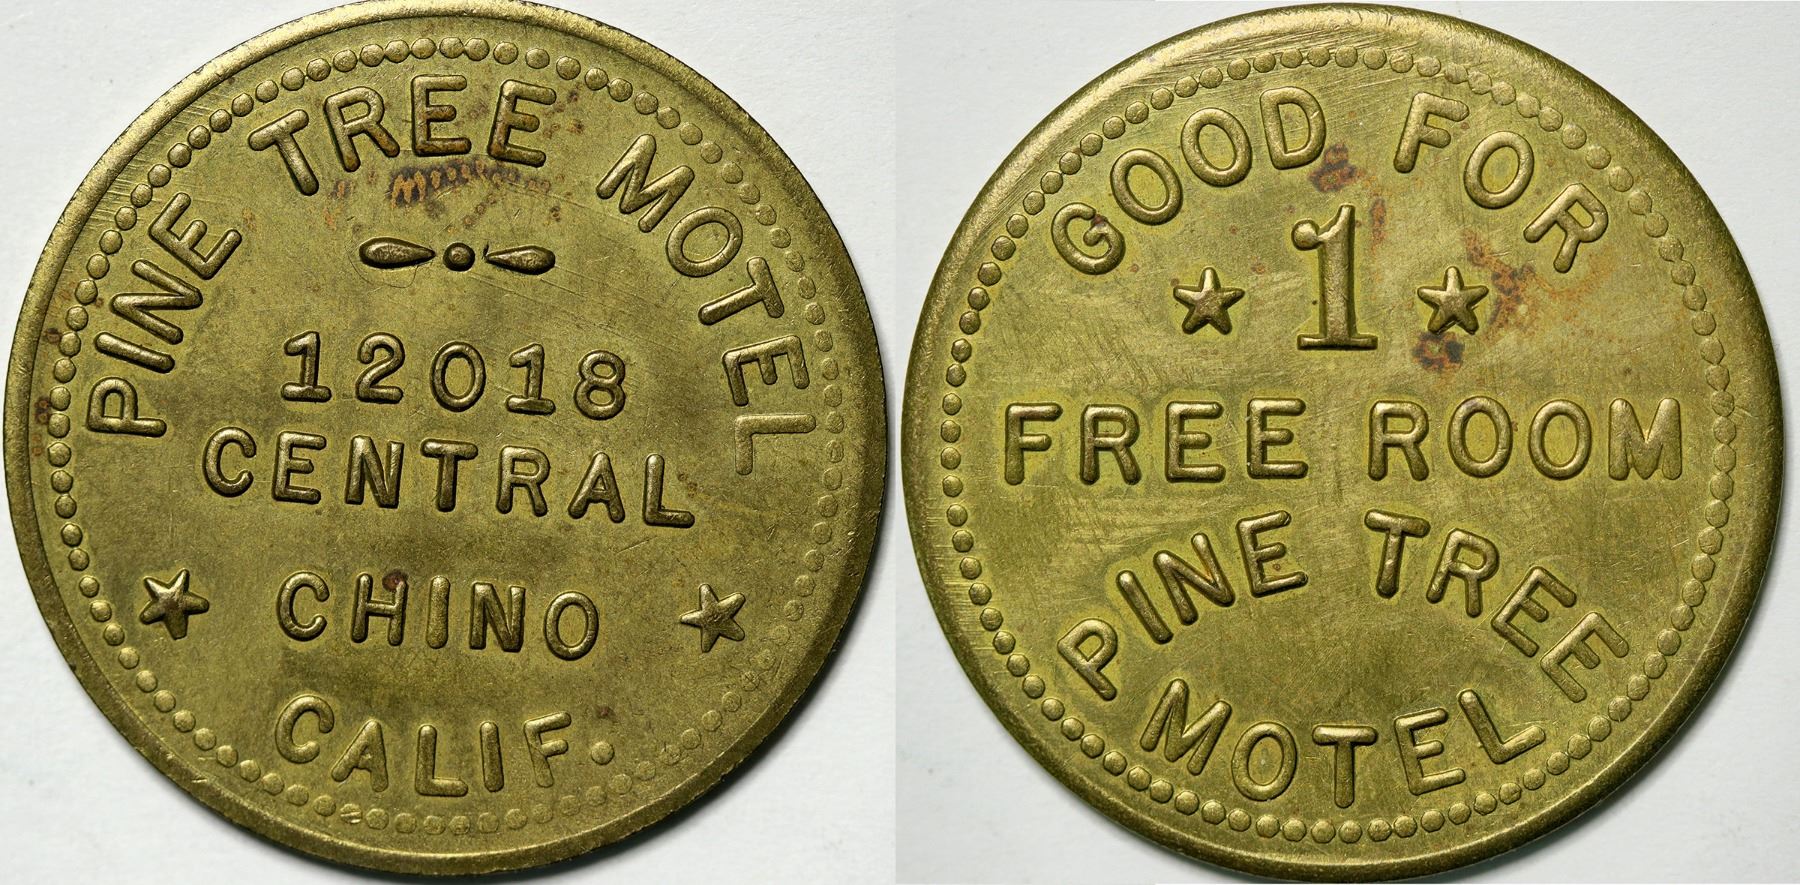 PINE TREE MOTEL
12018
CENTRAL
CHINO
CALIF.
GOOD FOR
1
FREE ROOM
PINE TREE
MOTEL